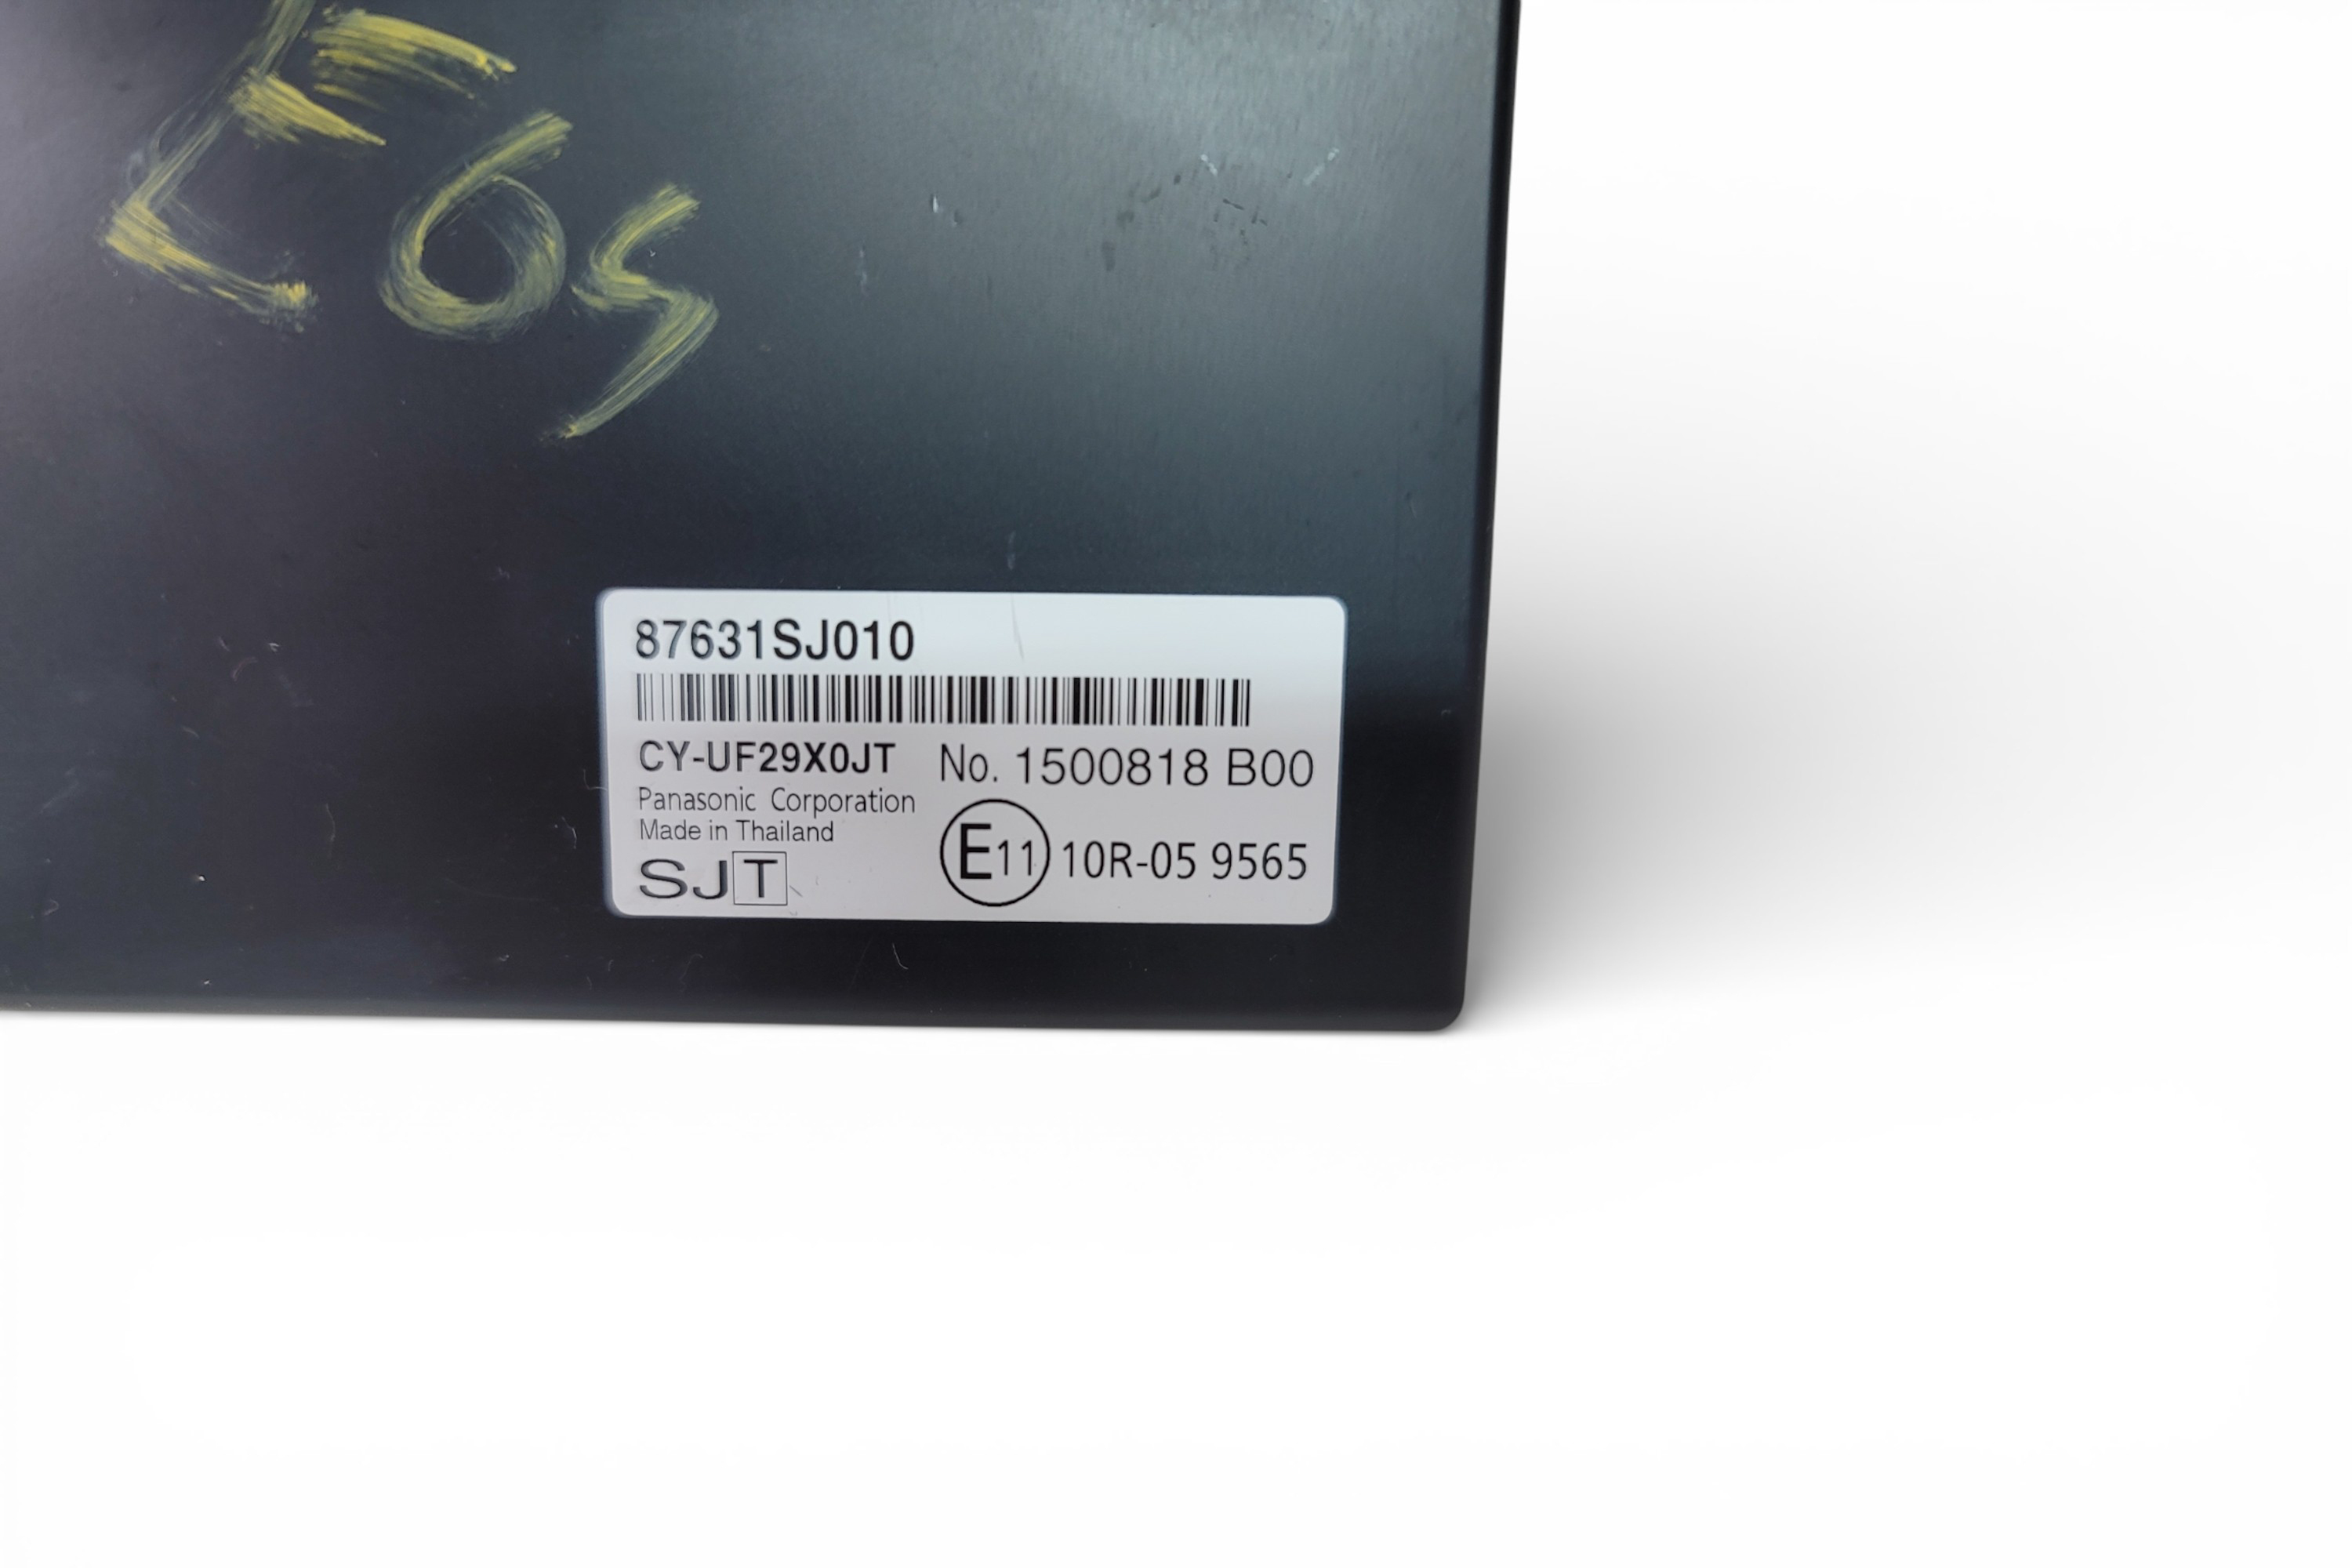 E65
87631SJ010
CY-UF29X0JT No. 1500818 B00
Panasonic Corporation
Made in Thailand
SJT E11 10R-05 9565